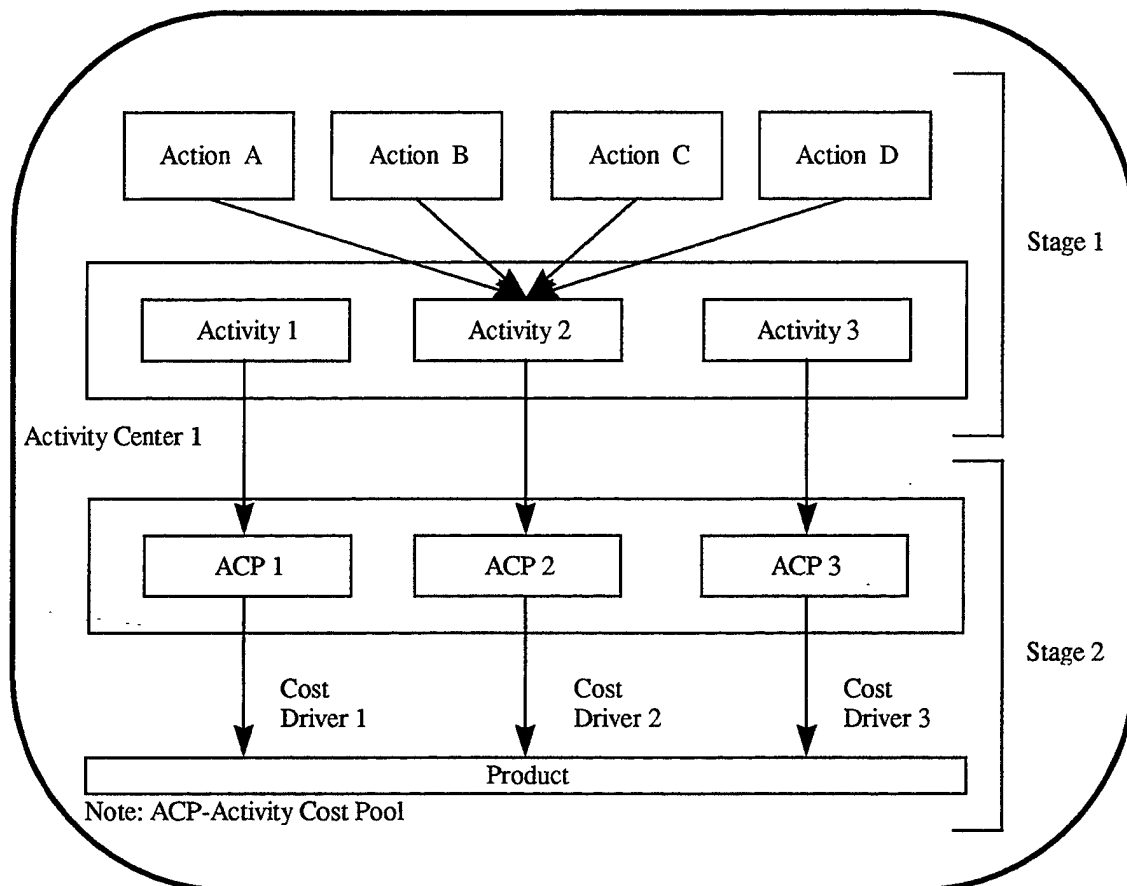 Action A
Action B
Action C
Action D
Stage 1
Activity 1
Activity 2
Activity 3
Activity Center 1
ACP 1
ACP 2
ACP 3
Stage 2
Cost
Driver 1
Cost
Driver 2
Cost
Driver 3
Product
Note: ACP-Activity Cost Pool